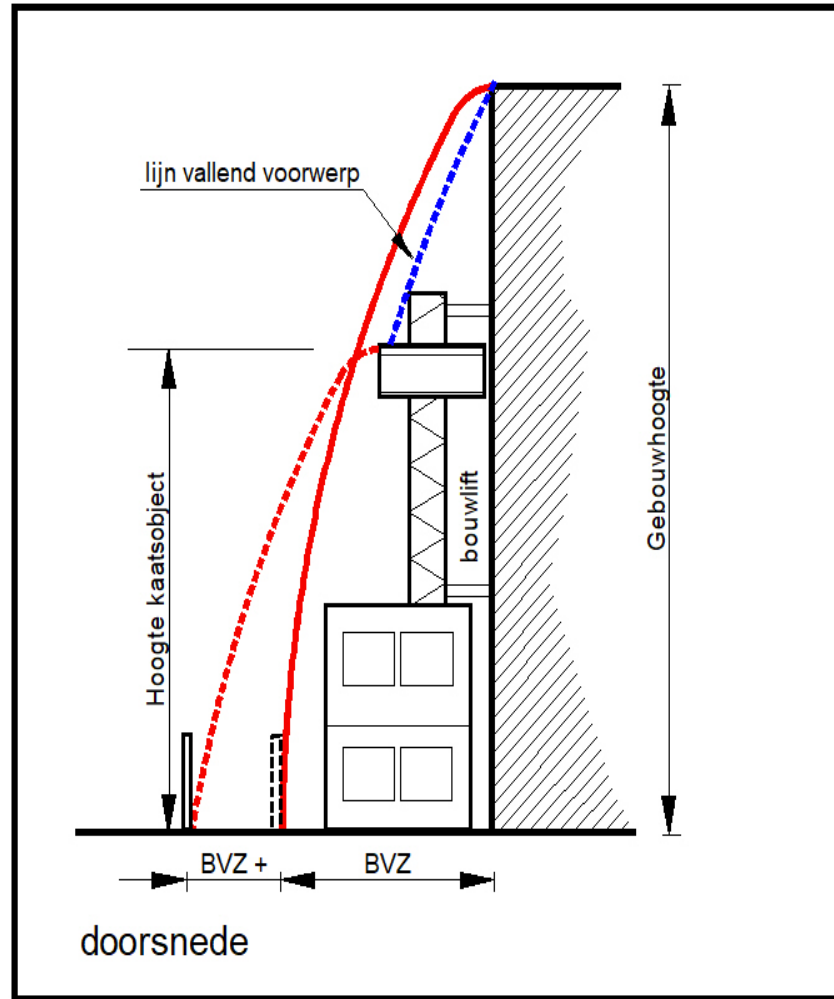 lijn vallend voorwerp
Hoogte kaatsobject
bouwlift
Gebouwhoogte
BVZ +
BVZ
doorsnede